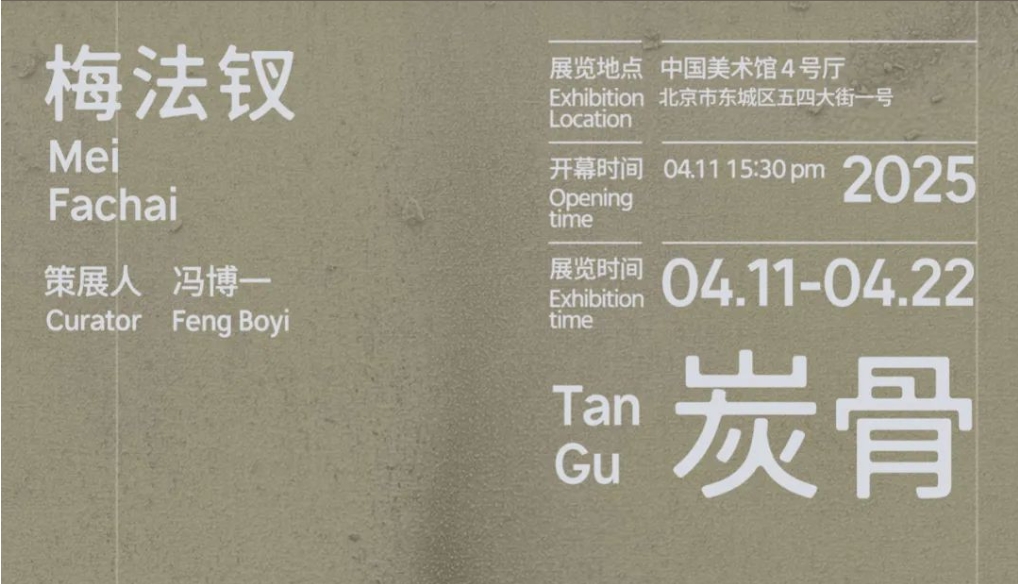 梅法钗
Mei
Fachai
策展人 冯博一
Curator Feng Boyi
展览地点 中国美术馆4号厅
Exhibition 北京市东城区五四大街一号
Location
开幕时间 04.11 15:30 pm 2025
Opening
time
展览时间 04.11-04.22
Exhibition
time
Tan 炭骨
Gu